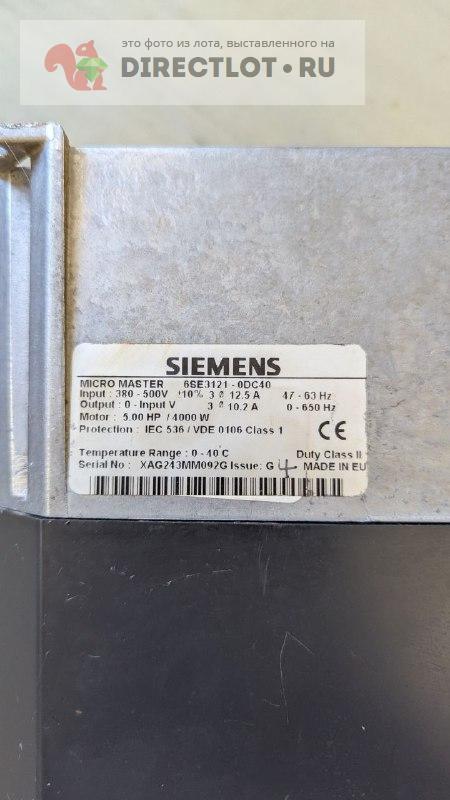 это фото из лота, выставленного на
DIRECTLOT.RU
SIEMENS
MICRO MASTER 6SE3121-0DC40
Input : 380 - 500V ±10% 3 ø 12.5 A 47 - 63 Hz
Output : 0 - Input V 3 ø 10.2 A 0 - 650 Hz
Motor : 5.00 HP / 4000 W
Protection : IEC 536 / VDE 0106 Class 1
CE
Temperature Range : 0 - 40 C Duty Class II
Serial No : XAG243MM092G Issue: G 4 MADE IN EU